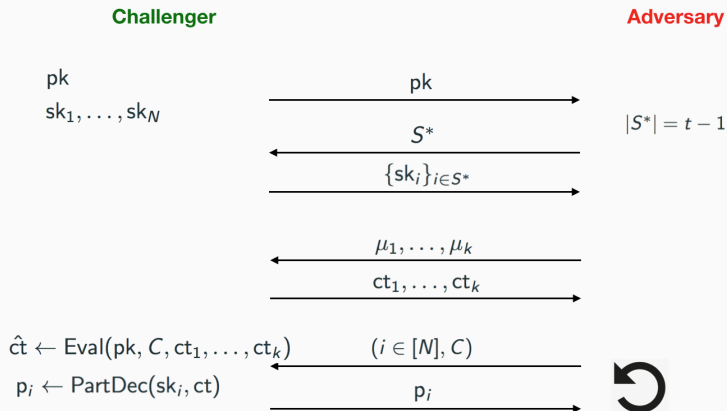 Challenger
Adversary
pk
sk₁, . . . , sk_N
pk
|S*| = t − 1
S*
{sk_i}_{i∈S*}
μ₁, . . . , μ_k
ct₁, . . . , ct_k
ĉt ← Eval(pk, C, ct₁, . . . , ct_k)
(i ∈ [N], C)
p_i ← PartDec(sk_i, ct)
p_i